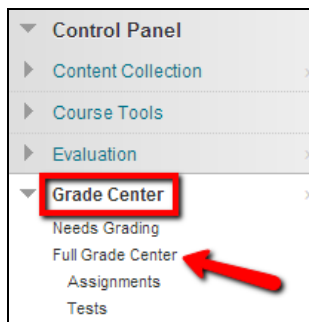 Control Panel
Content Collection
Course Tools
Evaluation
Grade Center
Needs Grading
Full Grade Center
Assignments
Tests